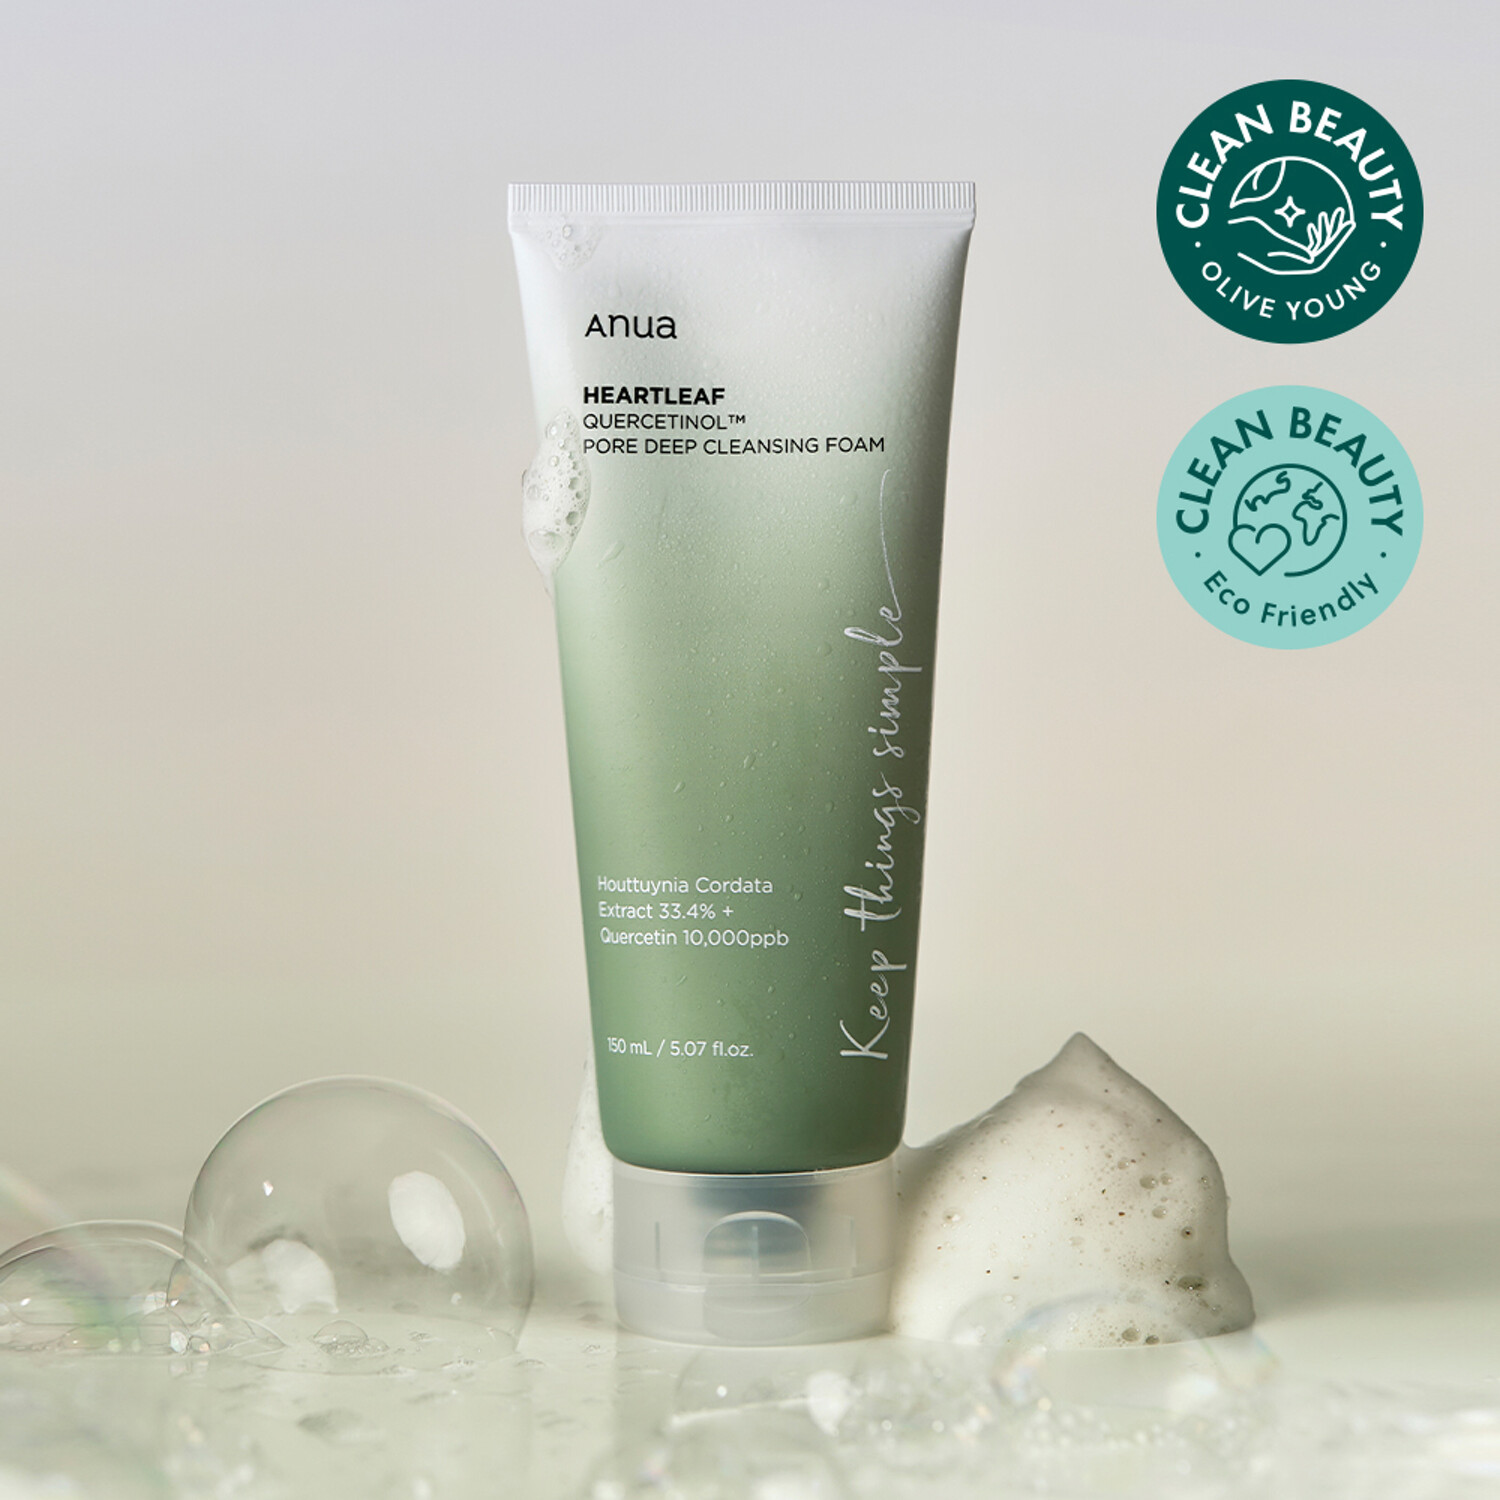 Anua
HEARTLEAF
QUERCETINOL™
PORE DEEP CLEANSING FOAM
Keep things simple
Houttuynia Cordata
Extract 33.4% +
Quercetin 10,000ppb
150 mL / 5.07 fl.oz.
CLEAN BEAUTY
· OLIVE YOUNG ·
CLEAN BEAUTY
· Eco Friendly ·